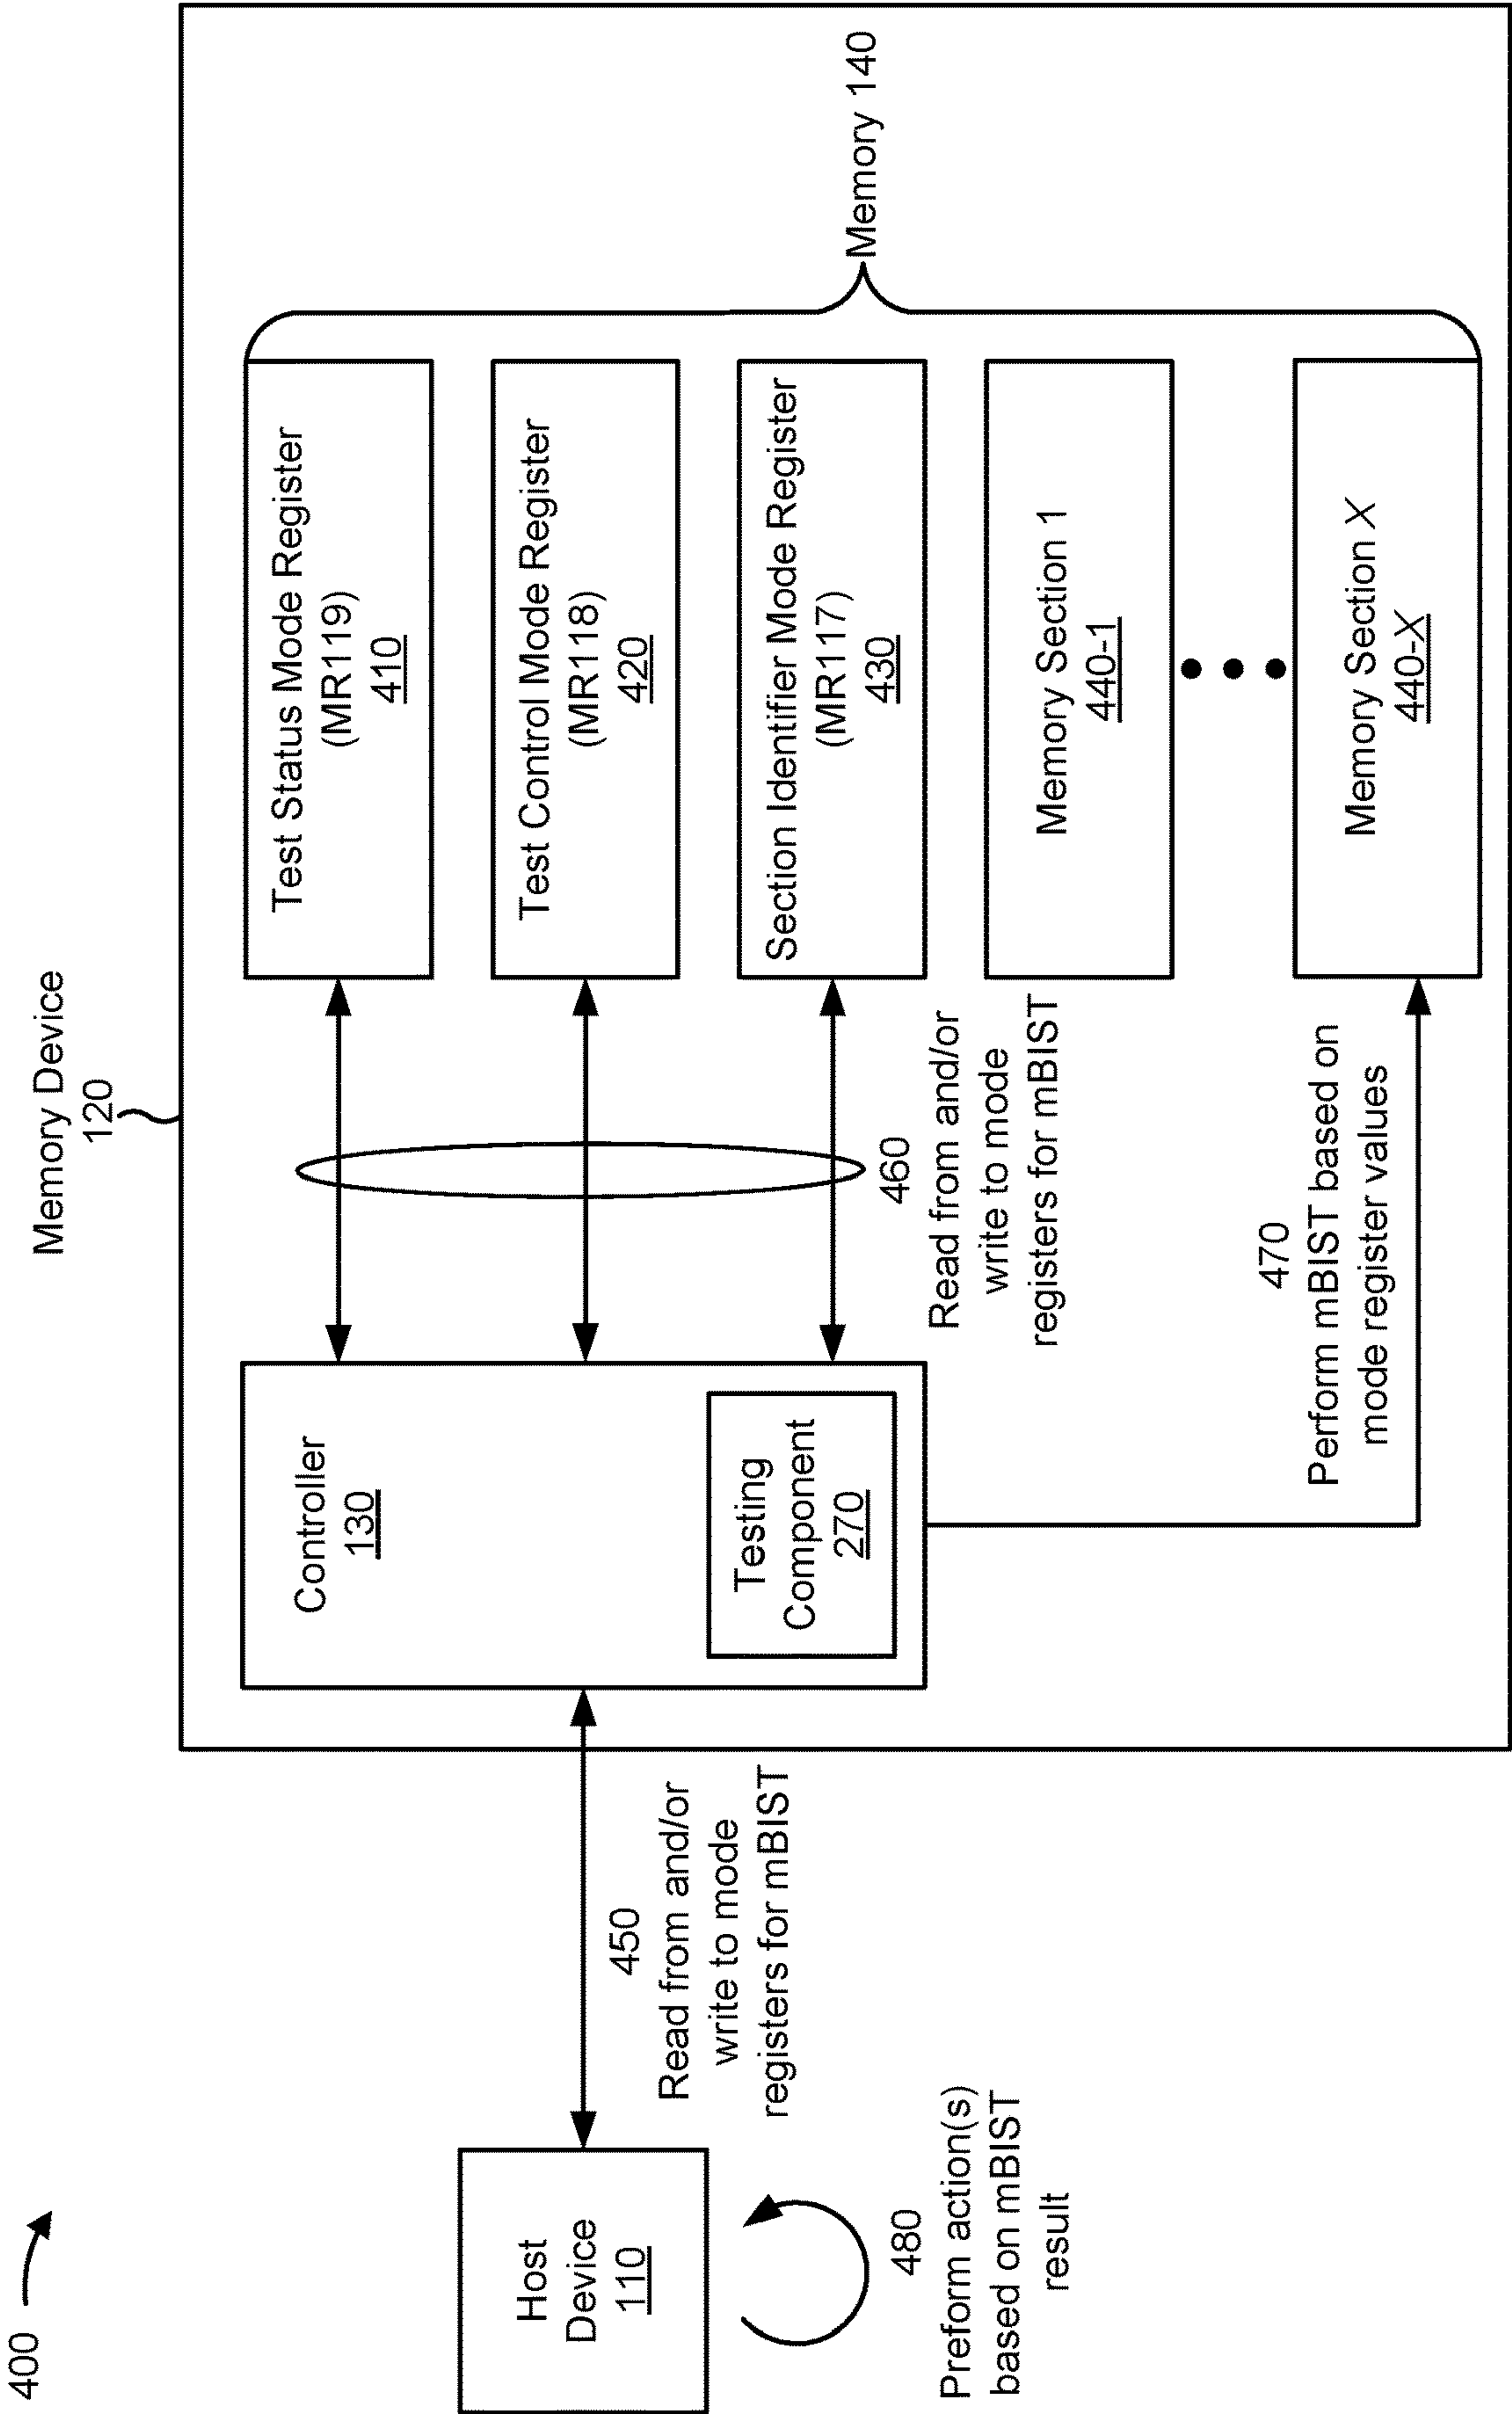 400
Memory Device
120
Host
Device
110
480
Preform action(s)
based on mBIST
result
450
Read from and/or
write to mode
registers for mBIST
Controller
130
Testing
Component
270
460
Read from and/or
write to mode
registers for mBIST
470
Perform mBIST based on
mode register values
Test Status Mode Register
(MR119)
410
Test Control Mode Register
(MR118)
420
Section Identifier Mode Register
(MR117)
430
Memory Section 1
440-1
Memory Section X
440-X
Memory 140